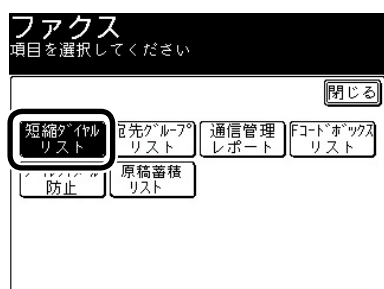 ファクス
項目を選択してください
閉じる
短縮ﾀﾞｲﾔﾙ
リスト
宛先ｸﾞﾙｰﾌﾟ
リスト
通信管理
レポート
Fｺｰﾄﾞﾎﾞｯｸｽ
リスト
防止
原稿蓄積
リスト